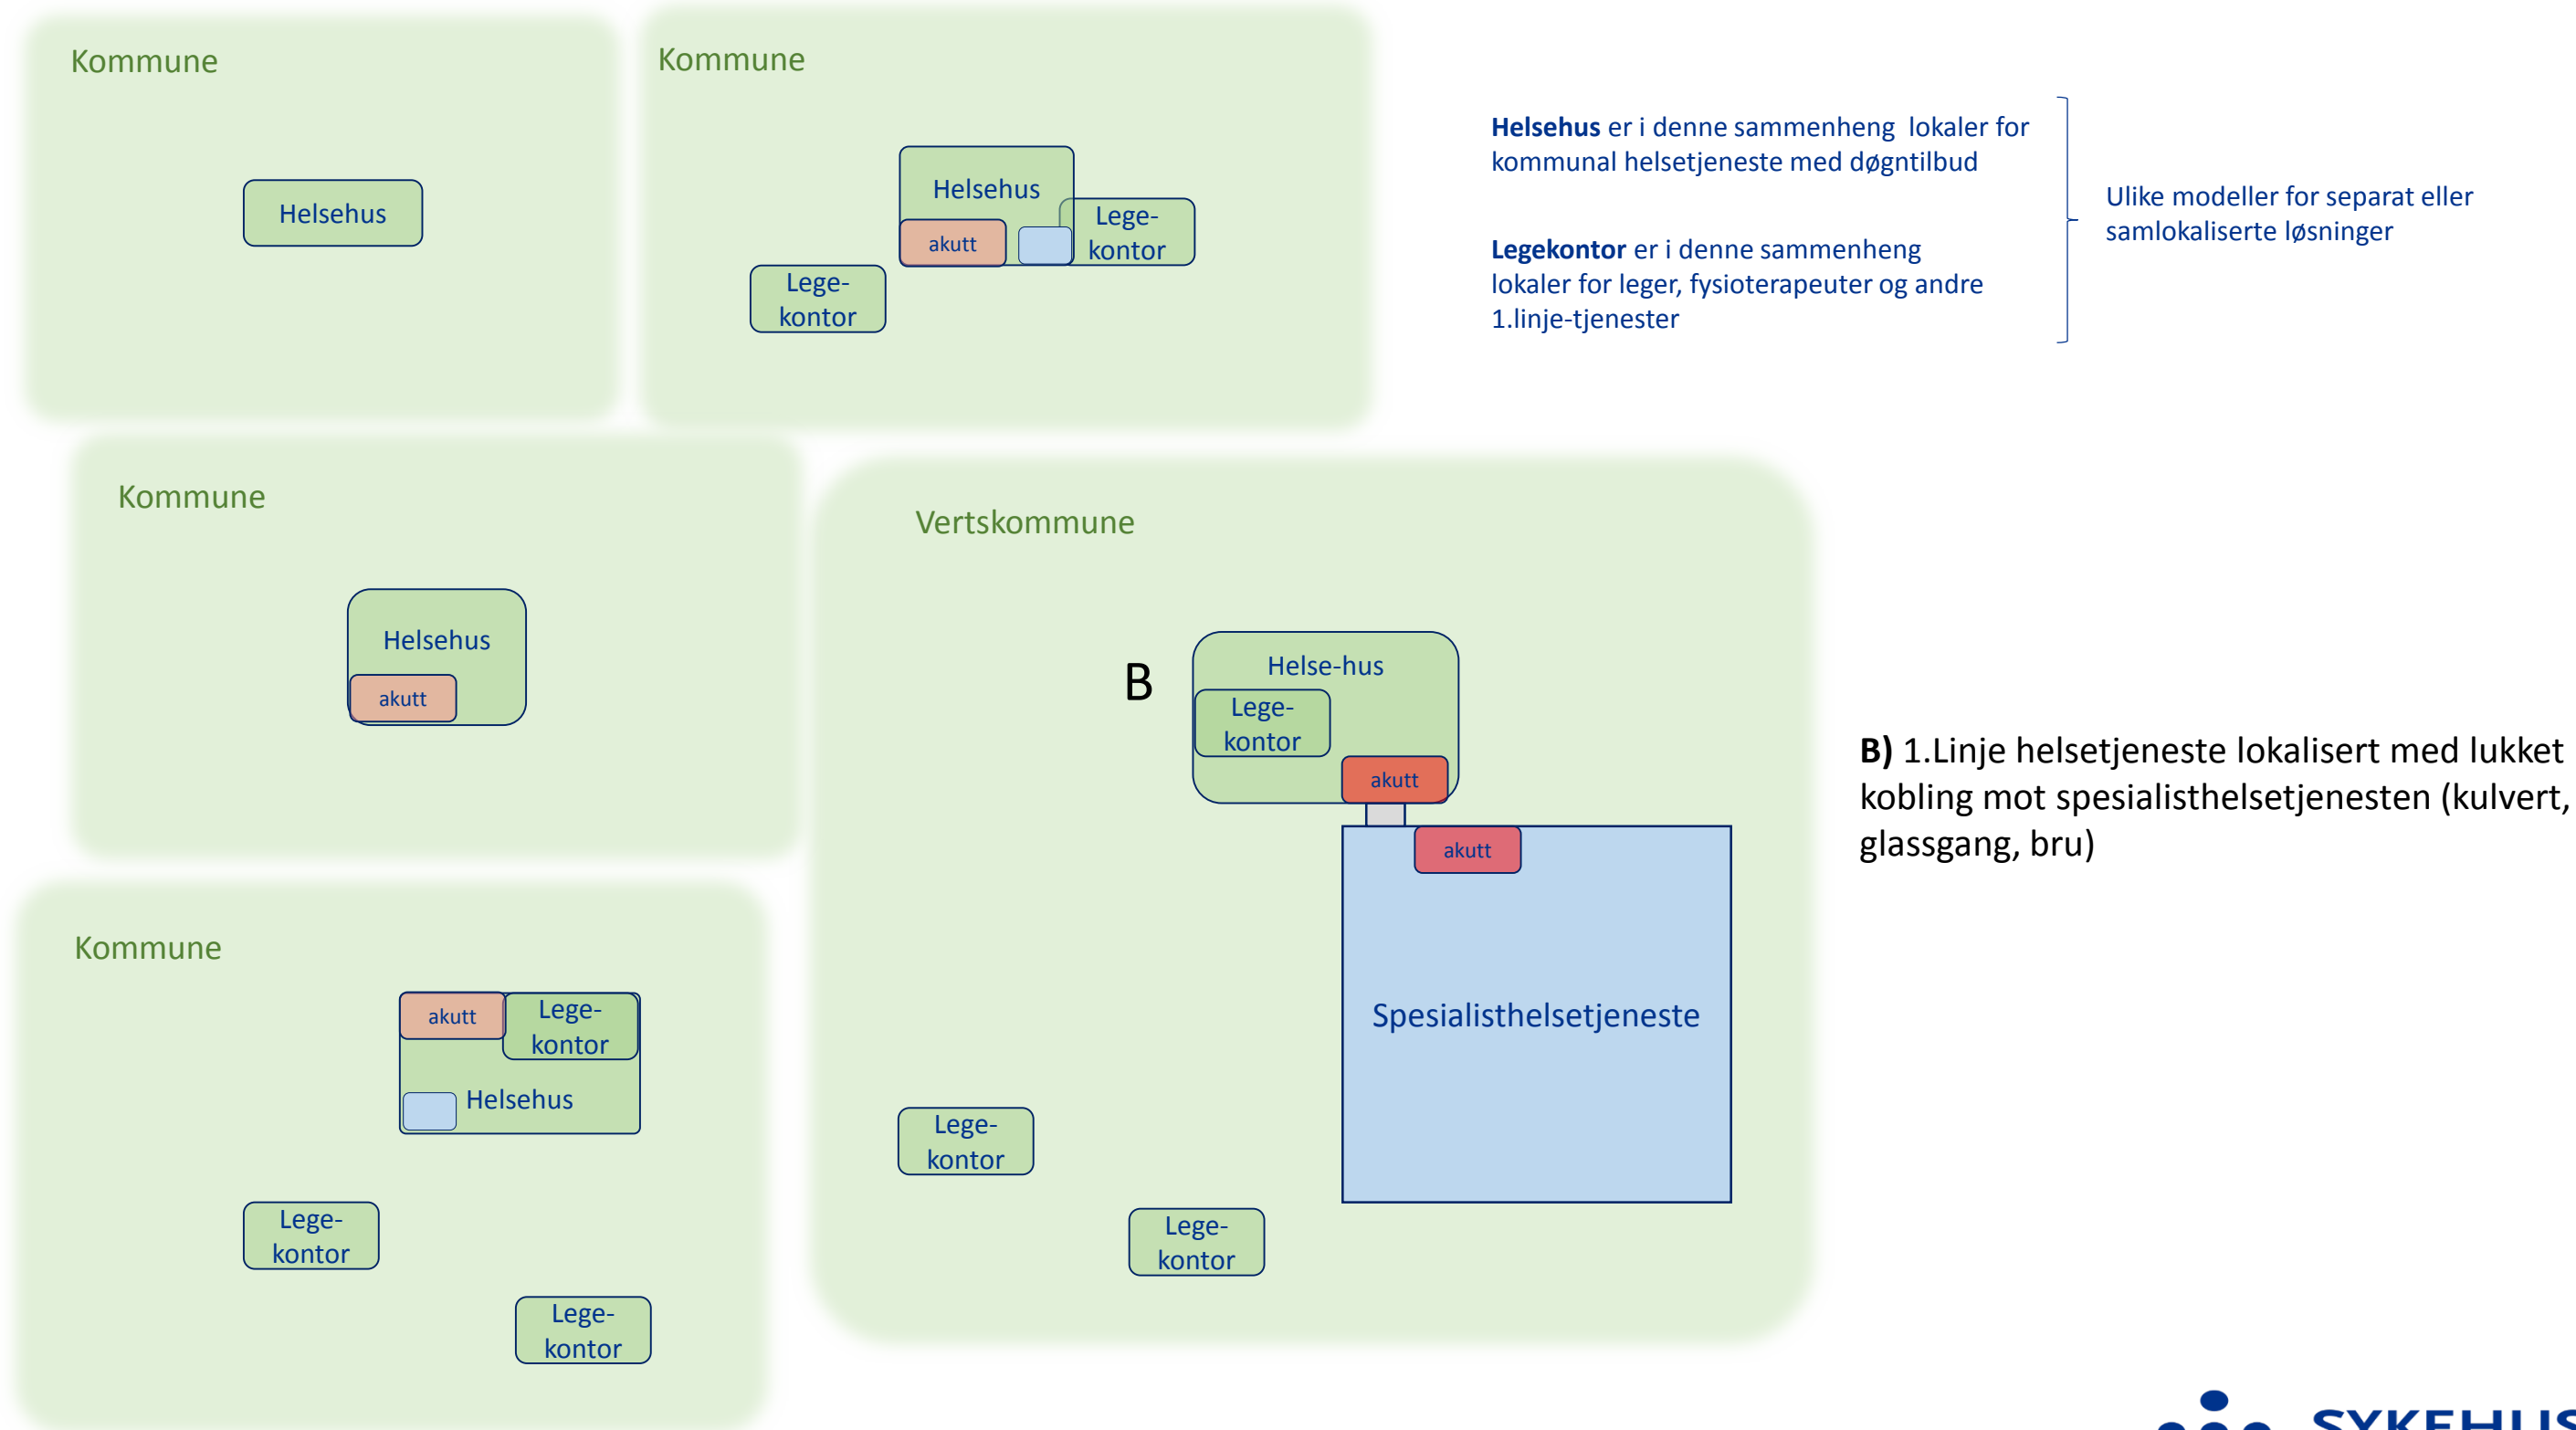 Kommune
Helsehus
Kommune
Helsehus
akutt
Lege-
kontor
Lege-
kontor
Helsehus er i denne sammenheng lokaler for
kommunal helsetjeneste med døgntilbud
Legekontor er i denne sammenheng
lokaler for leger, fysioterapeuter og andre
1.linje-tjenester
Ulike modeller for separat eller
samlokaliserte løsninger
Kommune
Helsehus
akutt
Vertskommune
B
Helse-hus
Lege-
kontor
akutt
akutt
Spesialisthelsetjeneste
Lege-
kontor
Lege-
kontor
B) 1.Linje helsetjeneste lokalisert med lukket
kobling mot spesialisthelsetjenesten (kulvert,
glassgang, bru)
Kommune
akutt
Lege-
kontor
Helsehus
Lege-
kontor
Lege-
kontor
SYKEHUS